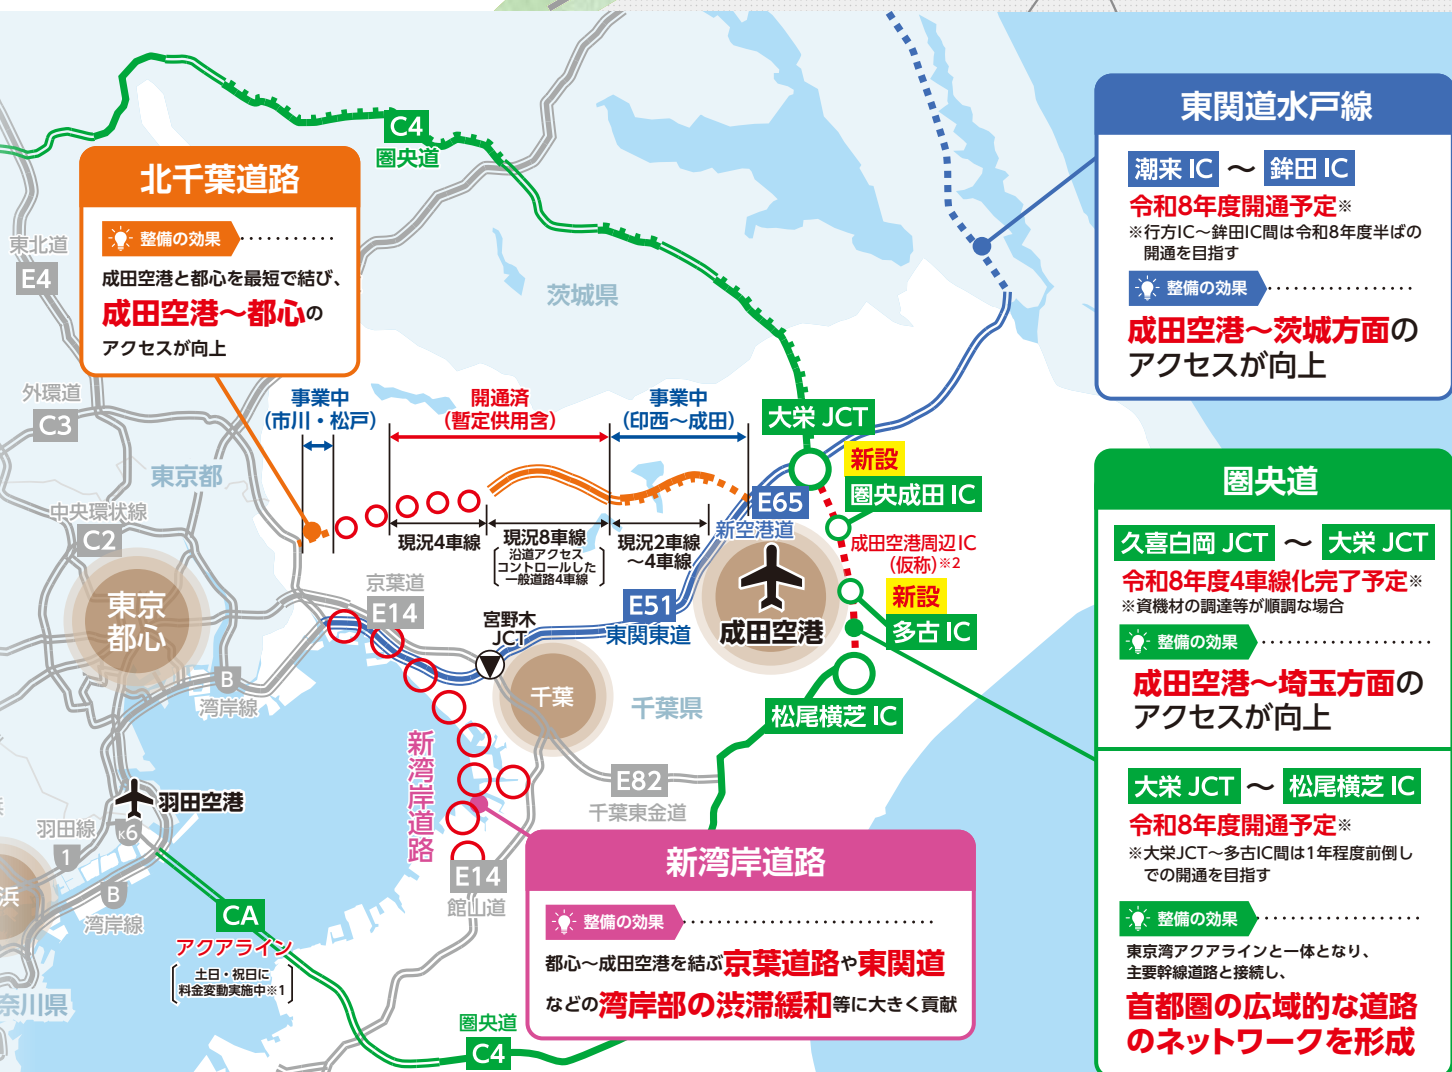 C4
圏央道
北千葉道路
整備の効果
成田空港と都心を最短で結び、
成田空港～都心の
アクセスが向上
東北道
E4
外環道
C3
東京都
中央環状線
C2
東京
都心
茨城県
事業中
(市川・松戸)
開通済
(暫定供用含)
事業中
(印西～成田)
現況4車線
現況8車線
沿道アクセス
コントロールした
一般道路4車線
現況2車線
～4車線
大栄 JCT
新設
圏央成田 IC
E65
新空港道
成田空港周辺IC
(仮称)※2
新設
多古 IC
成田空港
松尾横芝 IC
京葉道
E14
宮野木
JCT
E51
東関東道
千葉
千葉県
B
湾岸線
新湾岸道路
E82
千葉東金道
羽田空港
羽田線
K6
1
B
湾岸線
浜
奈川県
CA
アクアライン
土日・祝日に
料金変動実施中※1
E14
館山道
圏央道
C4
新湾岸道路
整備の効果
都心～成田空港を結ぶ京葉道路や東関道
などの湾岸部の渋滞緩和等に大きく貢献
東関道水戸線
潮来 IC ～ 鉾田 IC
令和8年度開通予定※
※行方IC～鉾田IC間は令和8年度半ばの
開通を目指す
整備の効果
成田空港～茨城方面の
アクセスが向上
圏央道
久喜白岡 JCT ～ 大栄 JCT
令和8年度4車線化完了予定※
※資機材の調達等が順調な場合
整備の効果
成田空港～埼玉方面の
アクセスが向上
大栄 JCT ～ 松尾横芝 IC
令和8年度開通予定※
※大栄JCT～多古IC間は1年程度前倒し
での開通を目指す
整備の効果
東京湾アクアラインと一体となり、
主要幹線道路と接続し、
首都圏の広域的な道路
のネットワークを形成